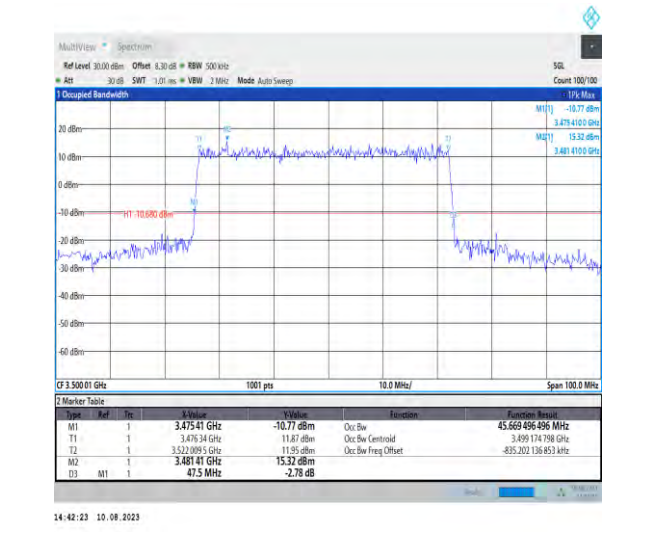 MultiView Spectrum
Ref Level 30.00 dBm Offset 8.30 dB RBW 500 kHz SGL
Att 30 dB SWT 1.01 ms VBW 2 MHz Mode Auto Sweep Count 100/100
1 Occupied Bandwidth 1Pk Max
M1[1] -10.77 dBm
3.475 410 0 GHz
20 dBm
M2[1] 15.32 dBm
3.481 410 0 GHz
T1 M2 T2
10 dBm
0 dBm
M1
-10 dBm
H1 -10.680 dBm
-20 dBm
-30 dBm
-40 dBm
-50 dBm
-60 dBm
CF 3.500 01 GHz 1001 pts 10.0 MHz/ Span 100.0 MHz
2 Marker Table
Type Ref Trc X-Value Y-Value Function Function Result
M1 1 3.475 41 GHz -10.77 dBm Occ Bw 45.669 496 496 MHz
T1 1 3.476 34 GHz 11.87 dBm Occ Bw Centroid 3.499 174 798 GHz
T2 1 3.522 009 5 GHz 11.95 dBm Occ Bw Freq Offset -835.202 136 853 kHz
M2 1 3.481 41 GHz 15.32 dBm
D3 M1 1 47.5 MHz -2.78 dB
14:42:23 10.08.2023